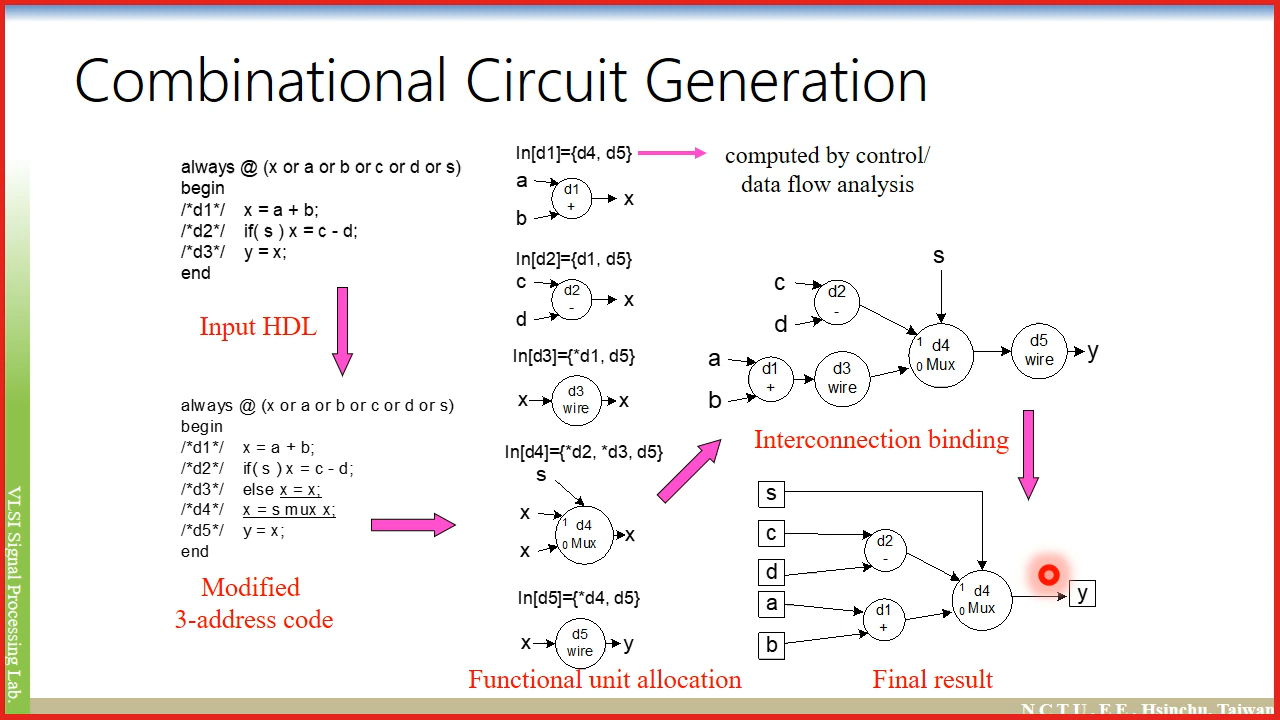 Combinational Circuit Generation
always @ (x or a or b or c or d or s)
begin
/*d1*/ x = a + b;
/*d2*/ if( s ) x = c - d;
/*d3*/ y = x;
end
Input HDL
always @ (x or a or b or c or d or s)
begin
/*d1*/ x = a + b;
/*d2*/ if( s ) x = c - d;
/*d3*/ else x = x;
/*d4*/ x = s mux x;
/*d5*/ y = x;
end
Modified
3-address code
In[d1]={d4, d5}
computed by control/
data flow analysis
a
b
d1
+
x
In[d2]={d1, d5}
c
d
d2
-
x
In[d3]={*d1, d5}
x
d3
wire
x
In[d4]={*d2, *d3, d5}
s
x
x
1 d4
0 Mux
x
In[d5]={*d4, d5}
x
d5
wire
y
Functional unit allocation
s
c
d
d2
-
a
b
d1
+
d3
wire
1 d4
0 Mux
d5
wire
y
Interconnection binding
s
c
d
a
b
d2
-
d1
+
1 d4
0 Mux
y
Final result
VLSI Signal Processing Lab.
N C T U . E E , Hsinchu, Taiwan